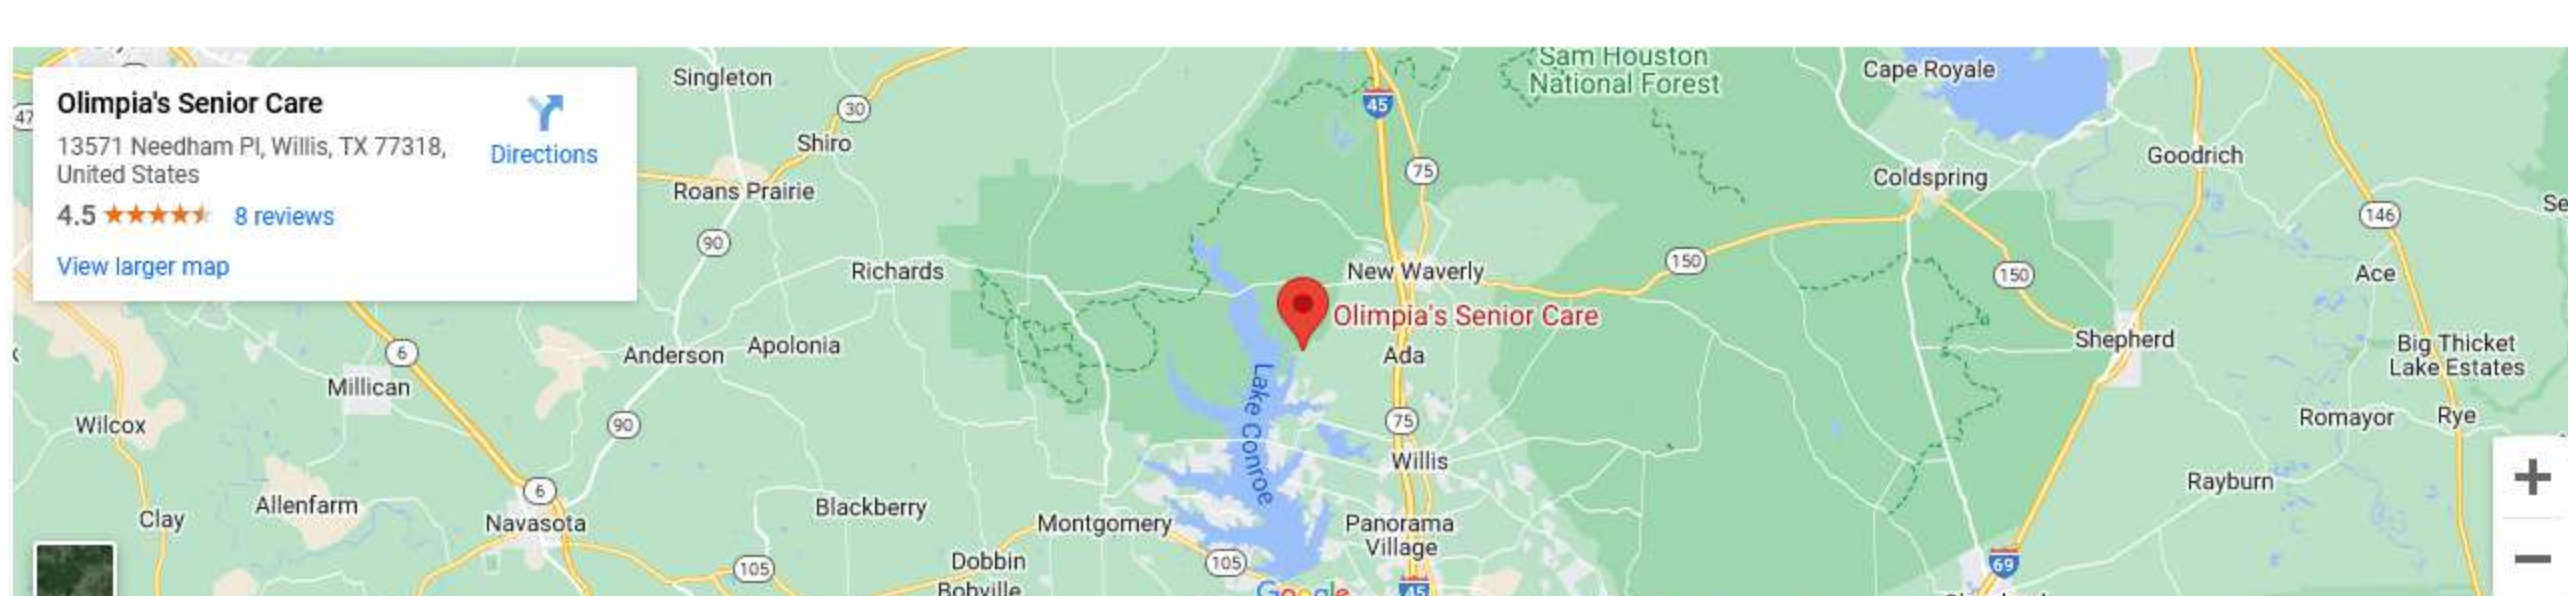 Olimpia's Senior Care
13571 Needham Pl, Willis, TX 77318,
United States
4.5
8 reviews
View larger map
Directions
47
Singleton
30
Shiro
Roans Prairie
90
Richards
Anderson
Apolonia
6
Millican
Wilcox
90
6
Allenfarm
Clay
Navasota
Blackberry
Montgomery
Dobbin
Bobville
105
105
45
75
Sam Houston
National Forest
Cape Royale
Goodrich
Coldspring
146
150
150
New Waverly
Olimpia's Senior Care
Ada
Lake Conroe
75
Willis
Panorama
Village
45
Google
Ace
Shepherd
Big Thicket
Lake Estates
Romayor
Rye
Rayburn
69
Se
+
−